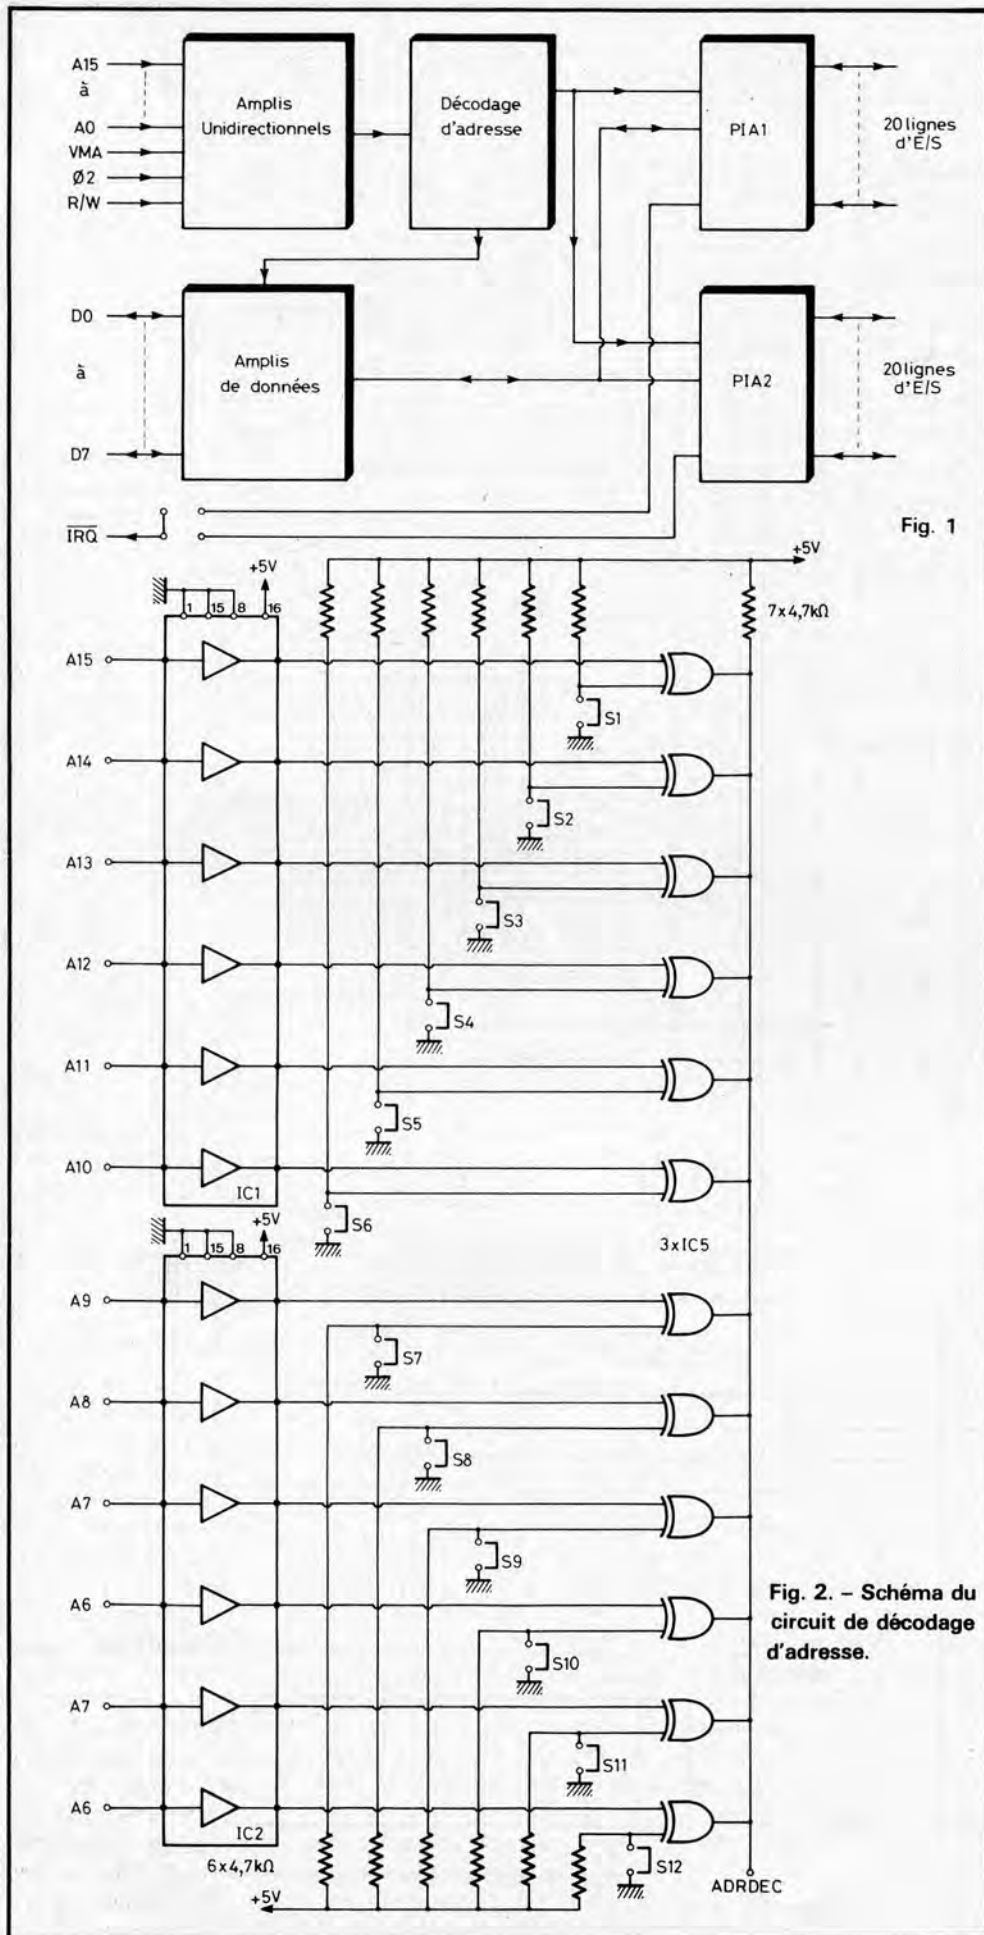 A15
à
A0
VMA
Ø2
R/W
Amplis
Unidirectionnels
Décodage
d'adresse
PIA1
20 lignes
d'E/S
D0
à
D7
Amplis
de données
PIA2
20 lignes
d'E/S
IRQ
Fig. 1
+5V
+5V
1 15 8 16
7x4,7kΩ
A15
S1
A14
S2
A13
S3
A12
S4
A11
S5
A10
IC1
S6
+5V
3xIC5
1 15 8 16
A9
S7
A8
S8
A7
S9
A6
S10
Fig. 2. – Schéma du
circuit de décodage
d'adresse.
A7
S11
A6
IC2
S12
6x4,7kΩ
+5V
ADRDEC